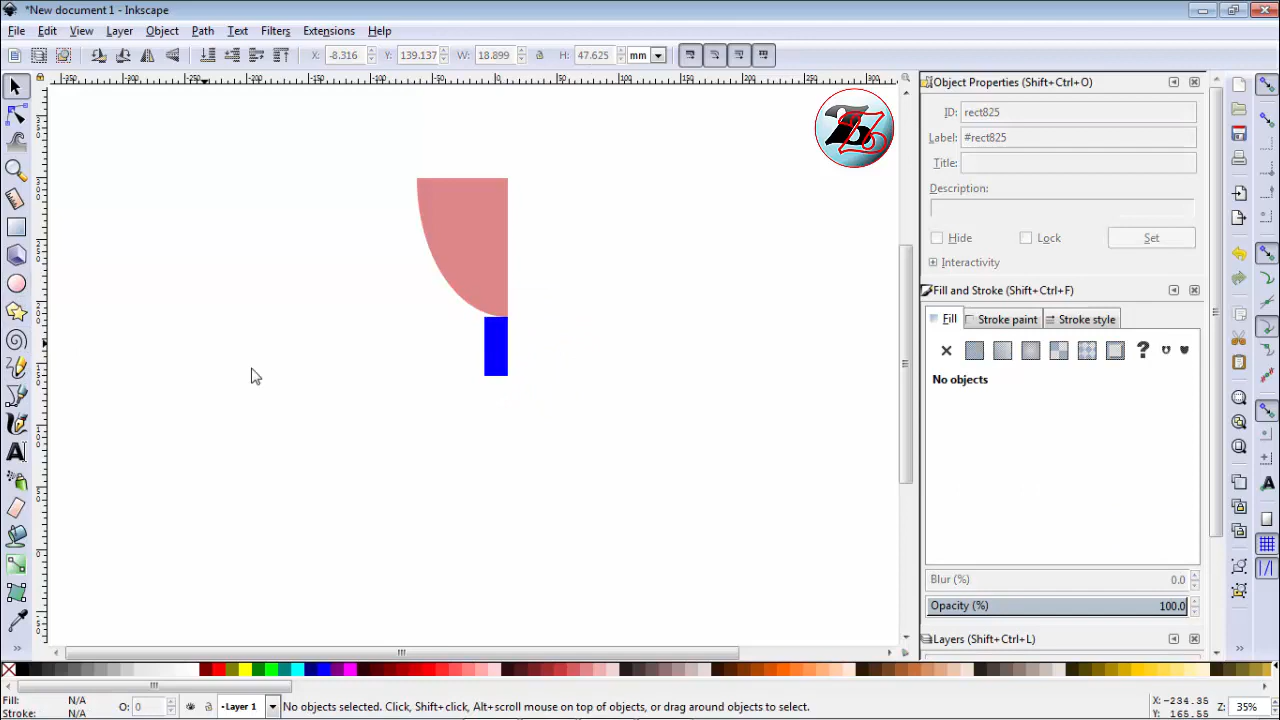 *New document1 - Inkscape
File Edit View Layer Object Path Text Filters Extensions Help
X: -8.316 Y: 139.137 W: 18.899 H: 47.625 mm
Object Properties (Shift+Ctrl+O)
ID: rect825
Label: #rect825
Title:
Description:
Hide Lock Set
Interactivity
Fill and Stroke (Shift+Ctrl+F)
Fill Stroke paint Stroke style
No objects
Blur (%) 0.0
Opacity (%) 100.0
Layers (Shift+Ctrl+L)
Fill: N/A
Stroke: N/A
O: 0
Layer 1
No objects selected. Click, Shift+click, Alt+scroll mouse on top of objects, or drag around objects to select.
X: -234.35
Y: 165.55
Z: 35%